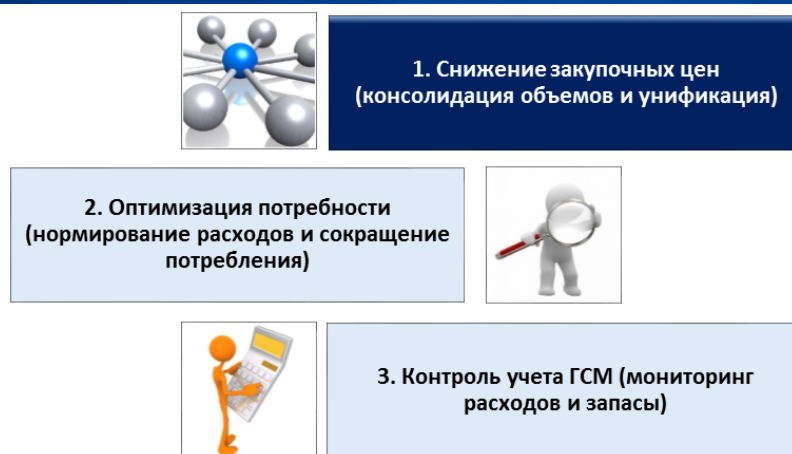 1. Снижение закупочных цен
(консолидация объемов и унификация)
2. Оптимизация потребности
(нормирование расходов и сокращение
потребления)
3. Контроль учета ГСМ (мониторинг
расходов и запасы)